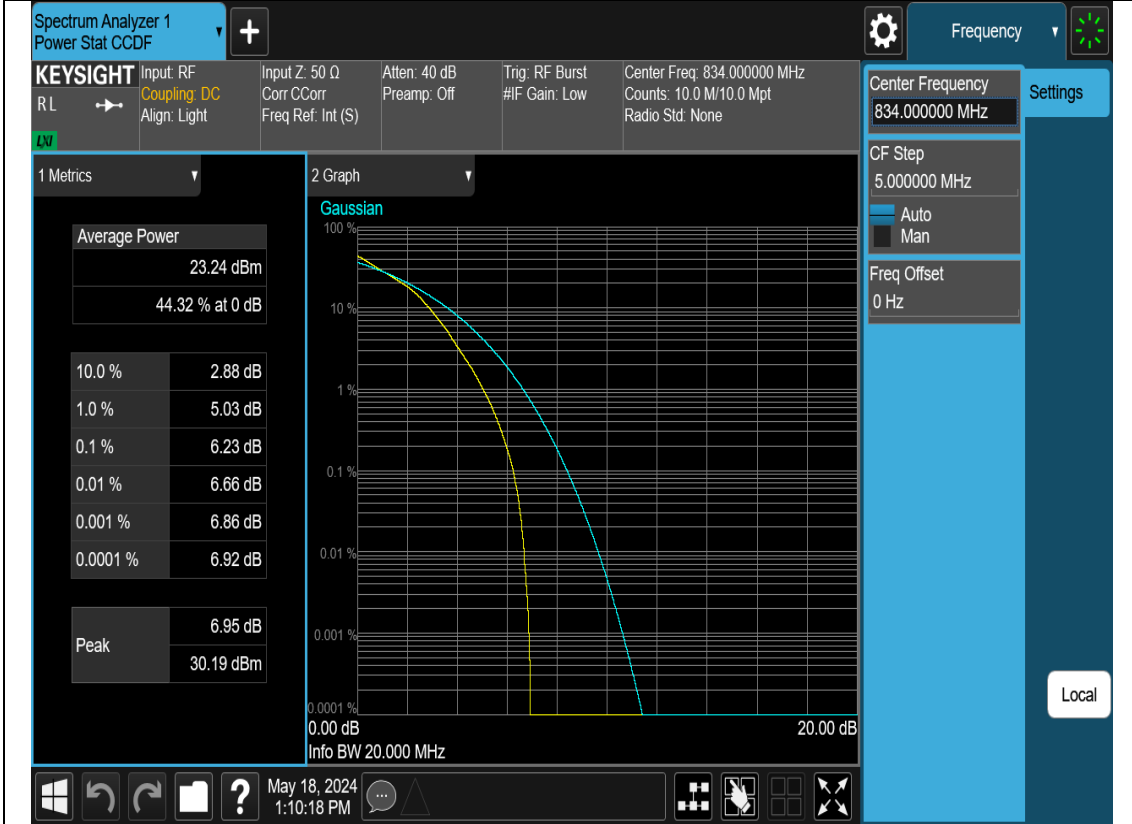 Spectrum Analyzer 1
Power Stat CCDF
+
Frequency
KEYSIGHT
RL
LXI
Input: RF
Coupling: DC
Align: Light
Input Z: 50 Ω
Corr CCorr
Freq Ref: Int (S)
Atten: 40 dB
Preamp: Off
Trig: RF Burst
#IF Gain: Low
Center Freq: 834.000000 MHz
Counts: 10.0 M/10.0 Mpt
Radio Std: None
Center Frequency
834.000000 MHz
Settings
CF Step
5.000000 MHz
Auto
Man
Freq Offset
0 Hz
1 Metrics
Average Power
23.24 dBm
44.32 % at 0 dB
10.0 % 2.88 dB
1.0 % 5.03 dB
0.1 % 6.23 dB
0.01 % 6.66 dB
0.001 % 6.86 dB
0.0001 % 6.92 dB
Peak
6.95 dB
30.19 dBm
2 Graph
Gaussian
100 %
10 %
1 %
0.1 %
0.01 %
0.001 %
0.0001 %
0.00 dB 20.00 dB
Info BW 20.000 MHz
Local
?
May 18, 2024
1:10:18 PM